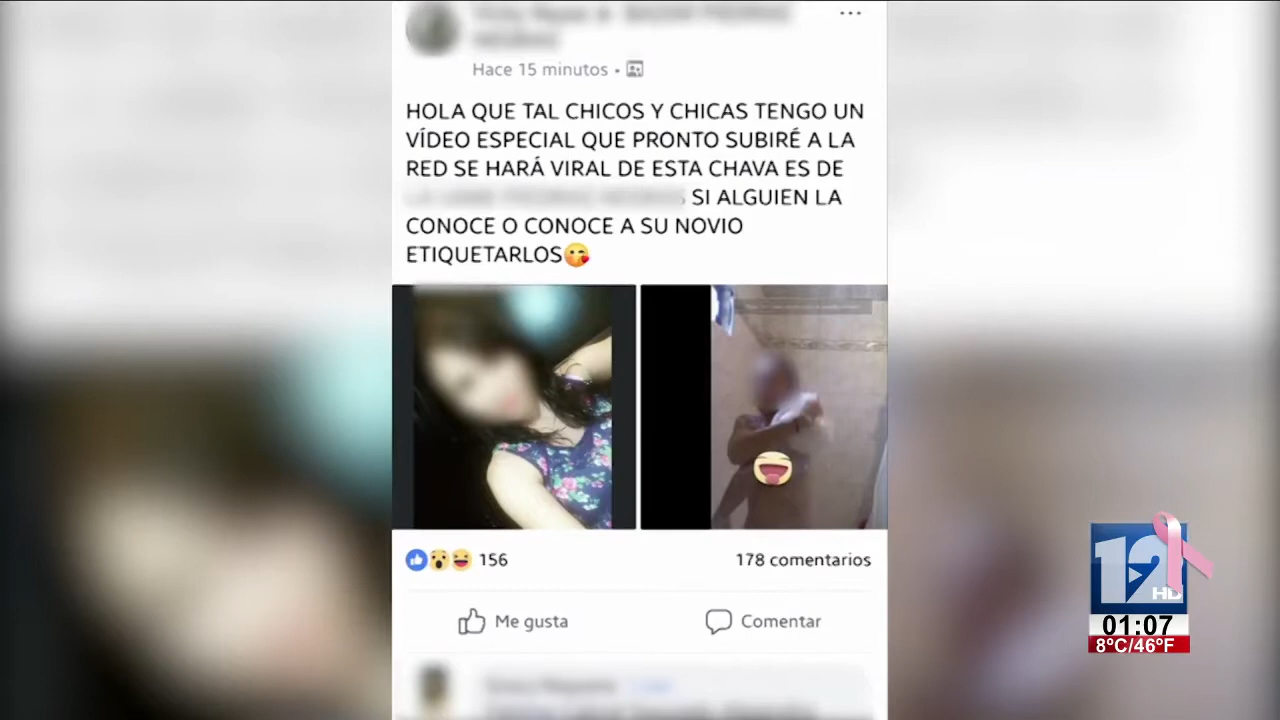 Hace 15 minutos •
HOLA QUE TAL CHICOS Y CHICAS TENGO UN
VÍDEO ESPECIAL QUE PRONTO SUBIRÉ A LA
RED SE HARÁ VIRAL DE ESTA CHAVA ES DE
SI ALGUIEN LA
CONOCE O CONOCE A SU NOVIO
ETIQUETARLOS😘
156
178 comentarios
Me gusta
Comentar
12
HD
01:07
8ºC/46ºF